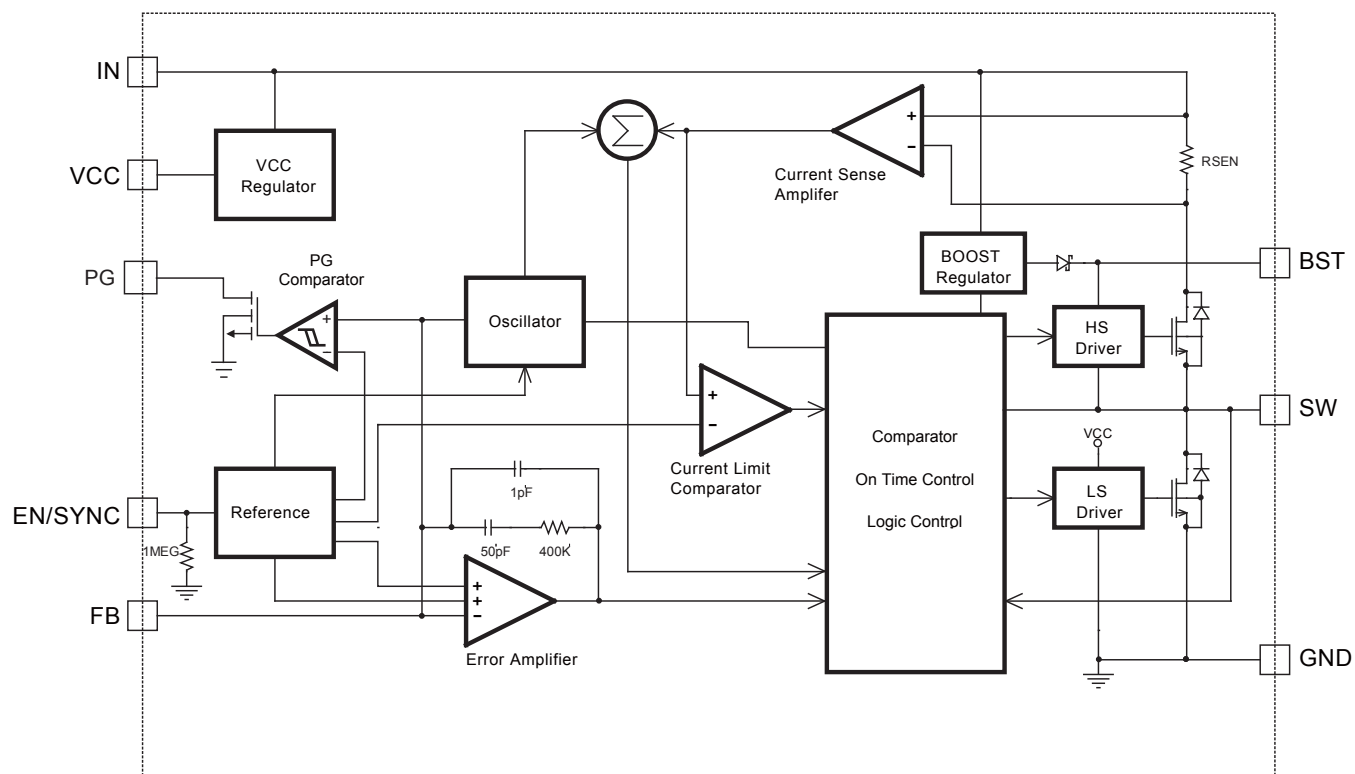 IN
VCC
VCC
Regulator
Σ
+
−
Current Sense
Amplifer
RSEN
PG
PG
Comparator
+
−
Oscillator
BOOST
Regulator
BST
HS
Driver
+
−
Current Limit
Comparator
SW
Comparator
On Time Control
Logic Control
VCC
LS
Driver
1pF
50pF
400K
EN/SYNC
Reference
1MEG
FB
+
+
−
Error Amplifier
GND